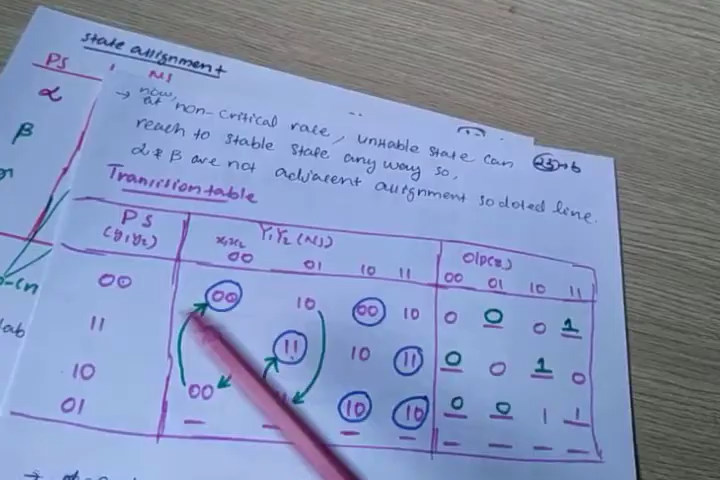 State assignment
PS NS
α
→ now, at non-critical race, unstable state can
β
reach to stable state any way so,
α & β are not adjacent assignment so doted line.
Transition table
PS (y₁y₂) Y₁Y₂ (NS) O/p(z)
x₁x₂ 00 01 10 11 00 01 10 11
00 00 10 00 10 0 0 0 1
11 11 10 11 0 0 1 0
10 00 10 10 0 0 1 1
01 — — — — — — — —